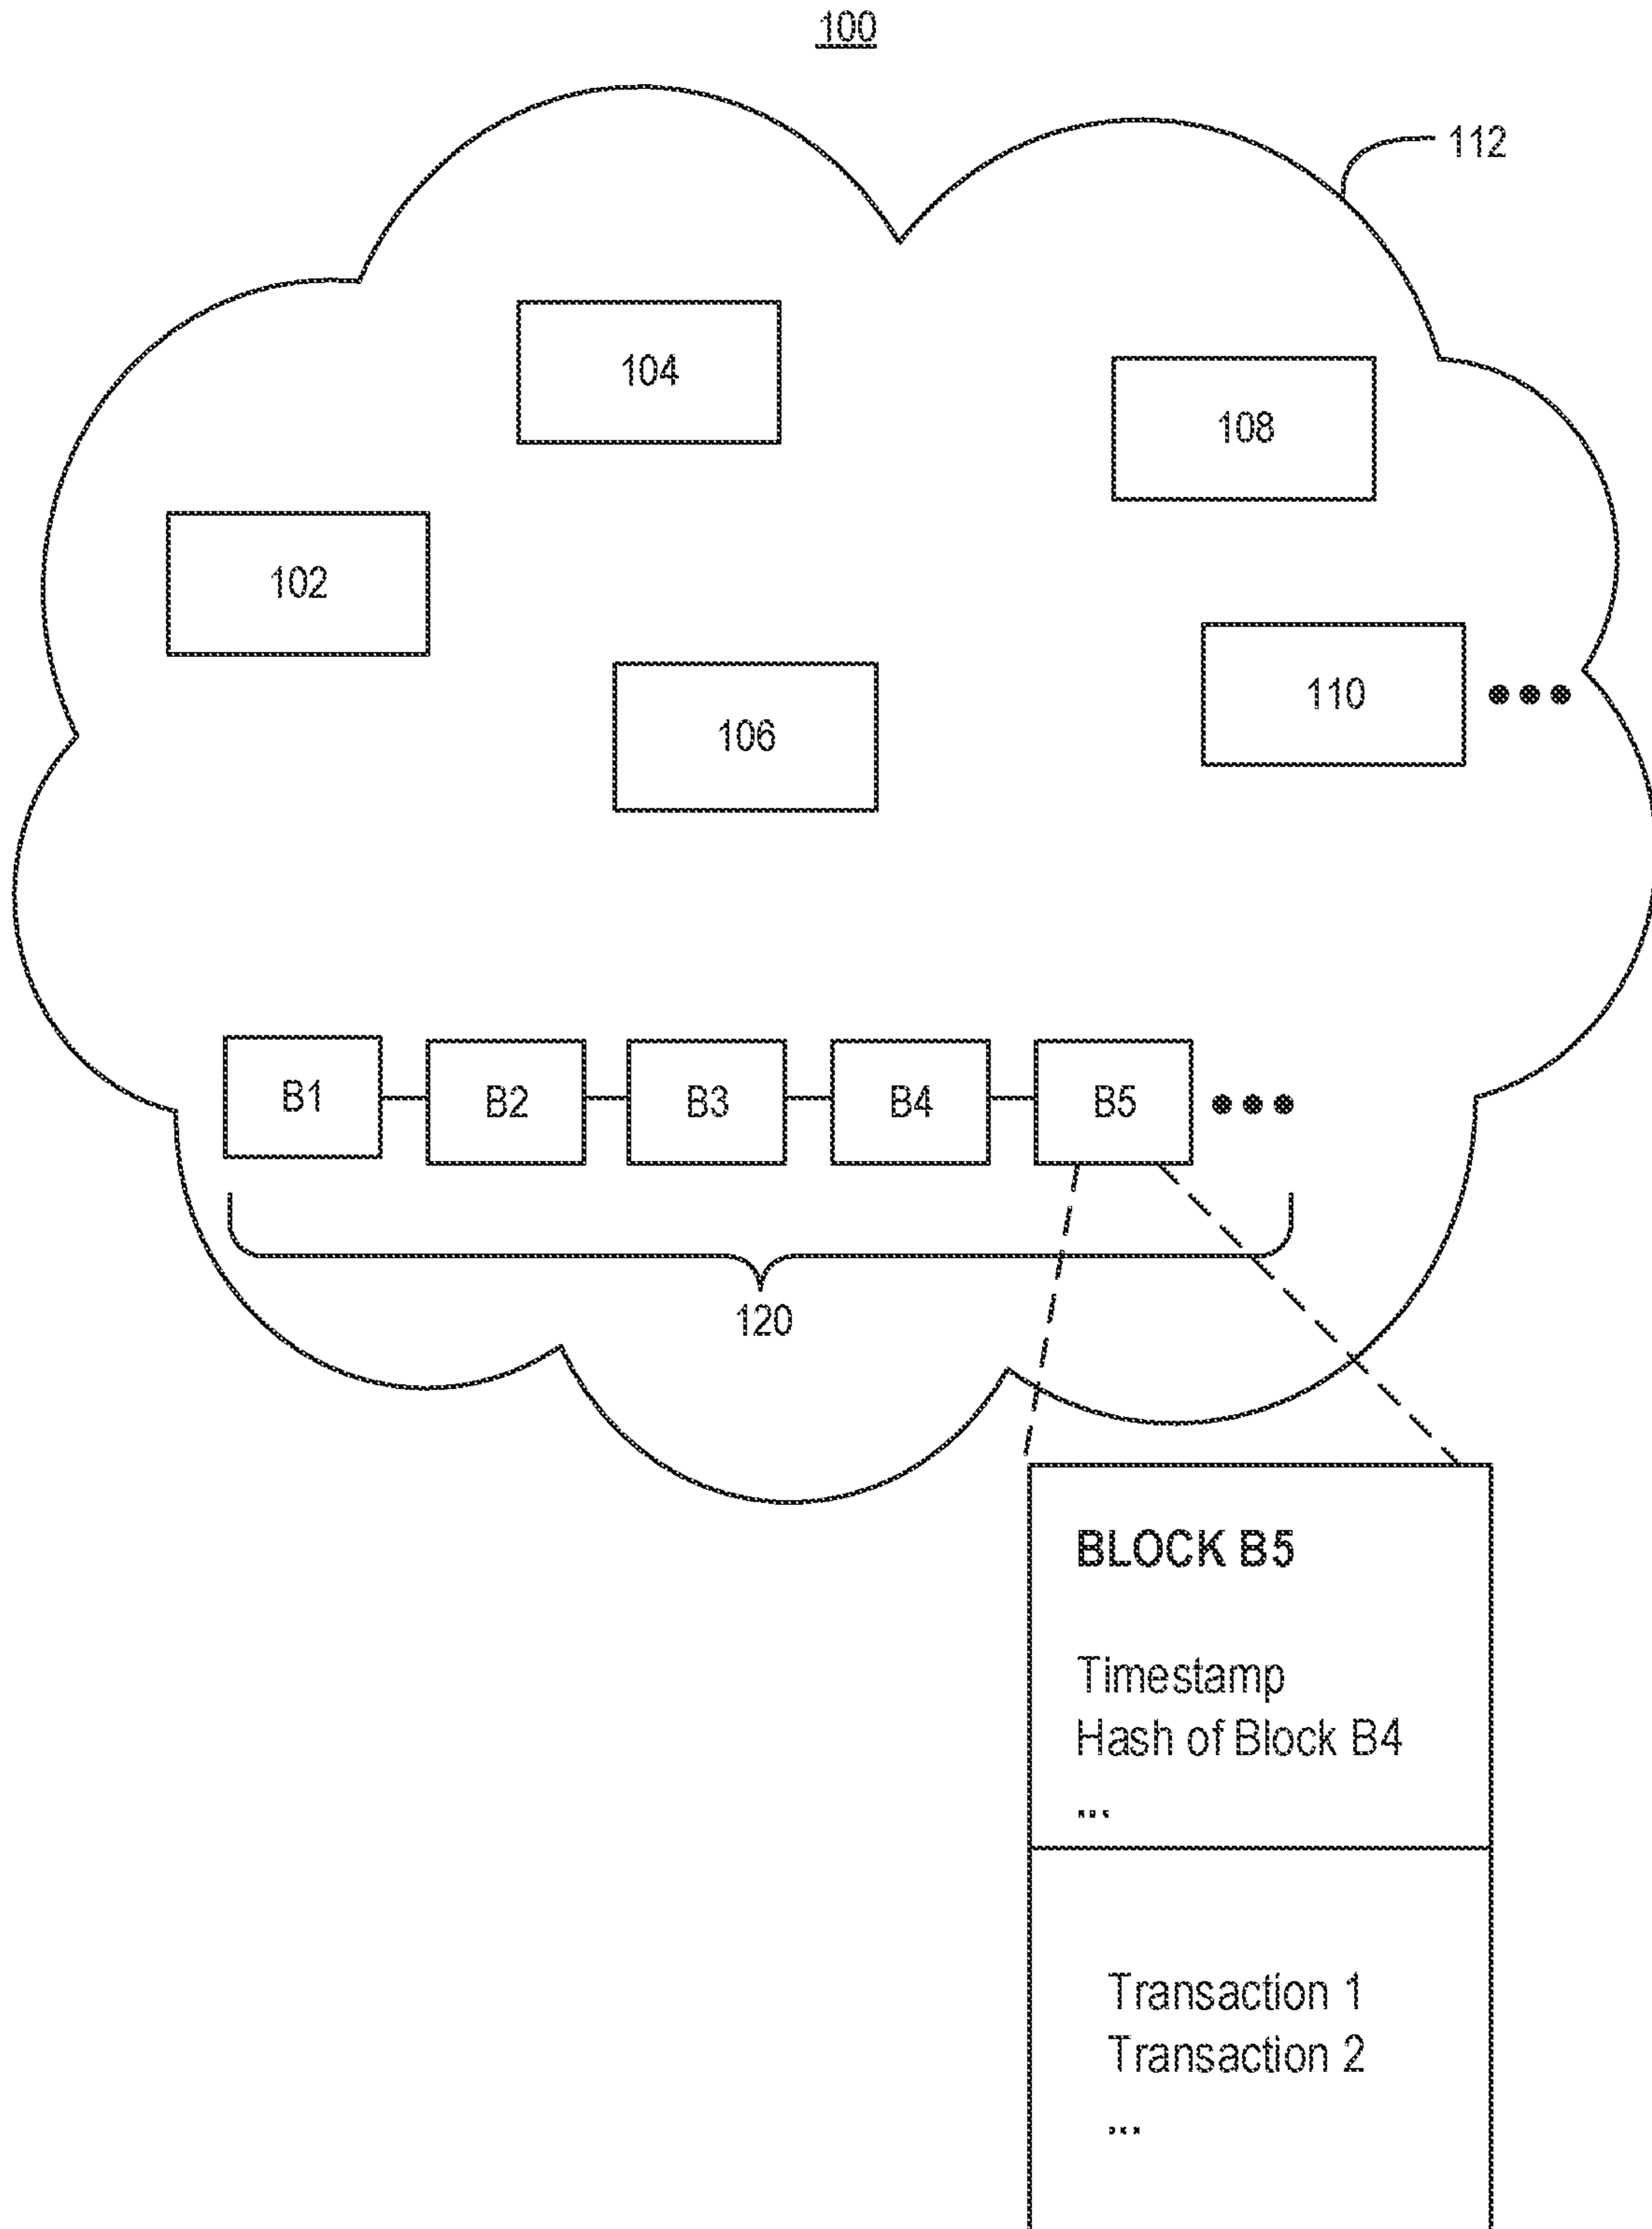 100
112
104
108
102
110
106
B1 B2 B3 B4 B5
120
BLOCK B5
Timestamp
Hash of Block B4
...
Transaction 1
Transaction 2
...